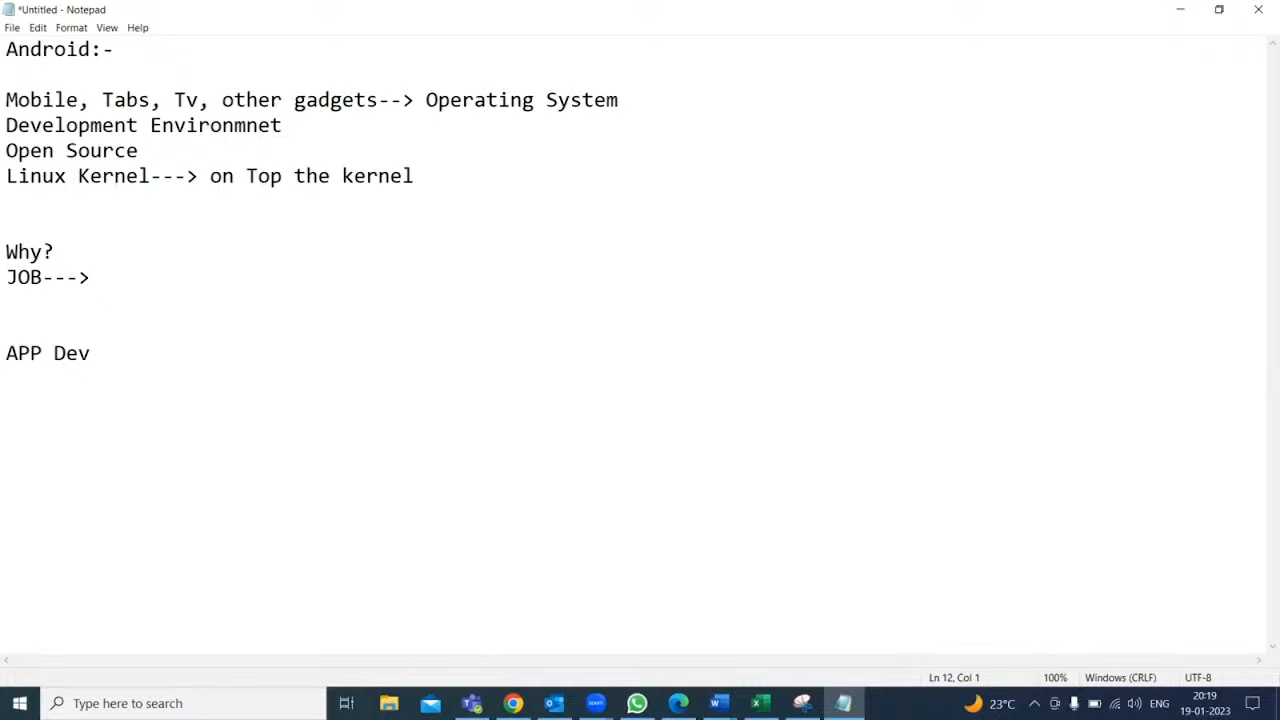 *Untitled - Notepad
File Edit Format View Help
Android:-
Mobile, Tabs, Tv, other gadgets--> Operating System
Development Environmnet
Open Source
Linux Kernel---> on Top the kernel
Why?
JOB--->
APP Dev
Ln 12, Col 1 100% Windows (CRLF) UTF-8
Type here to search
zoom
23°C
ENG
20:19
19-01-2023